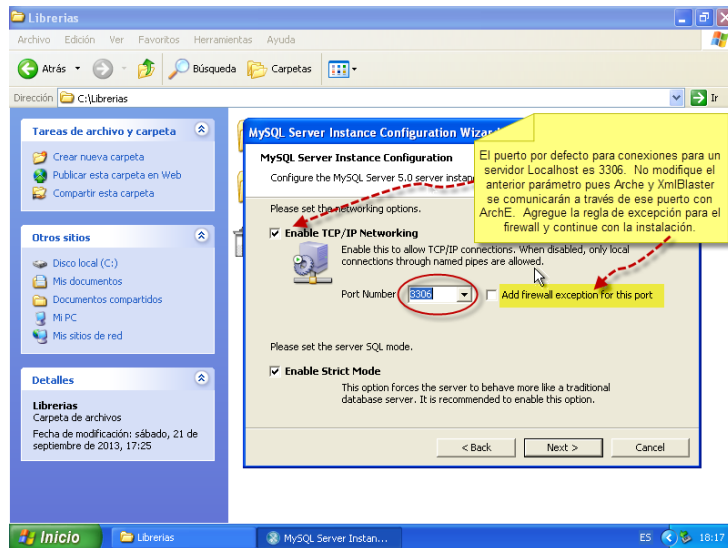 Librerias
Archivo Edición Ver Favoritos Herramientas Ayuda
Atrás Búsqueda Carpetas
Dirección C:\Librerias Ir
Tareas de archivo y carpeta
Crear nueva carpeta
Publicar esta carpeta en Web
Compartir esta carpeta
Otros sitios
Disco local (C:)
Mis documentos
Documentos compartidos
Mi PC
Mis sitios de red
Detalles
Librerias
Carpeta de archivos
Fecha de modificación: sábado, 21 de
septiembre de 2013, 17:25
MySQL Server Instance Configuration
MySQL Server Instance Configuration
Configure the MySQL Server 5.0 server
El puerto por defecto para conexiones para un
servidor Localhost es 3306. No modifique el
anterior parámetro pues Arche y XmlBlaster
se comunicarán a través de ese puerto con
ArchE. Agregue la regla de excepción para el
firewall y continue con la instalación.
Please set the networking options.
Enable TCP/IP Networking
Enable this to allow TCP/IP connections. When disabled, only local
connections through named pipes are allowed.
Port Number 3306 Add firewall exception for this port
Please set the server SQL mode.
Enable Strict Mode
This option forces the server to behave more like a traditional
database server. It is recommended to enable this option.
< Back Next > Cancel
Inicio Librerias MySQL Server Instan... ES 18:17